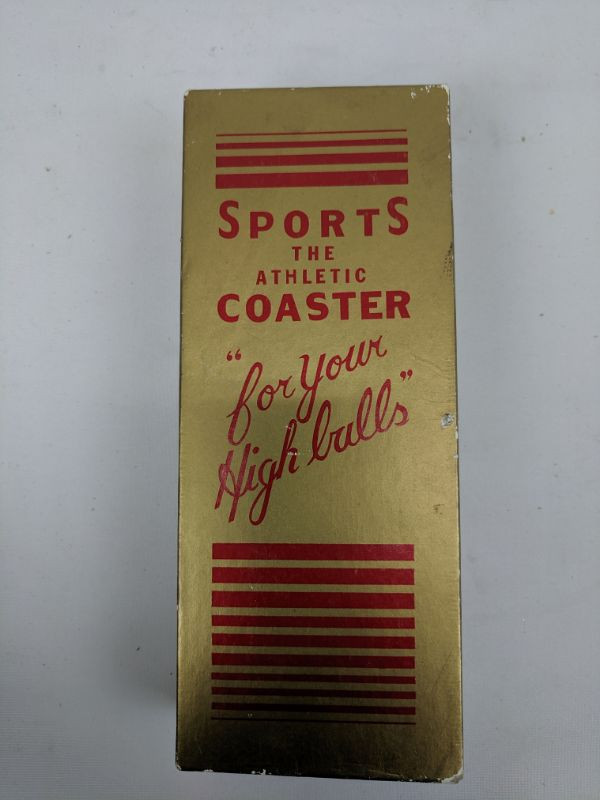 SPORTS
THE
ATHLETIC
COASTER
"for your
High balls"